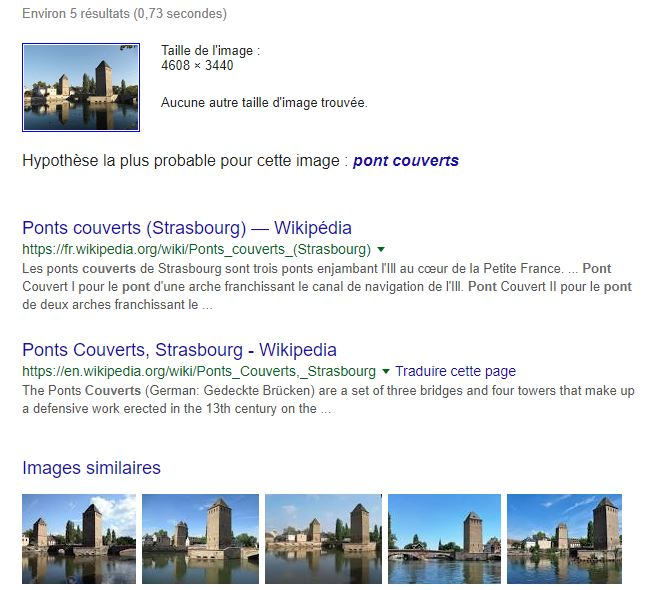 Environ 5 résultats (0,73 secondes)
Taille de l'image :
4608 × 3440
Aucune autre taille d'image trouvée.
Hypothèse la plus probable pour cette image : pont couverts
Ponts couverts (Strasbourg) — Wikipédia
https://fr.wikipedia.org/wiki/Ponts_couverts_(Strasbourg)
Les ponts couverts de Strasbourg sont trois ponts enjambant l'Ill au cœur de la Petite France. ... Pont
Couvert I pour le pont d'une arche franchissant le canal de navigation de l'Ill. Pont Couvert II pour le pont
de deux arches franchissant le ...
Ponts Couverts, Strasbourg - Wikipedia
https://en.wikipedia.org/wiki/Ponts_Couverts,_Strasbourg Traduire cette page
The Ponts Couverts (German: Gedeckte Brücken) are a set of three bridges and four towers that make up
a defensive work erected in the 13th century on the ...
Images similaires